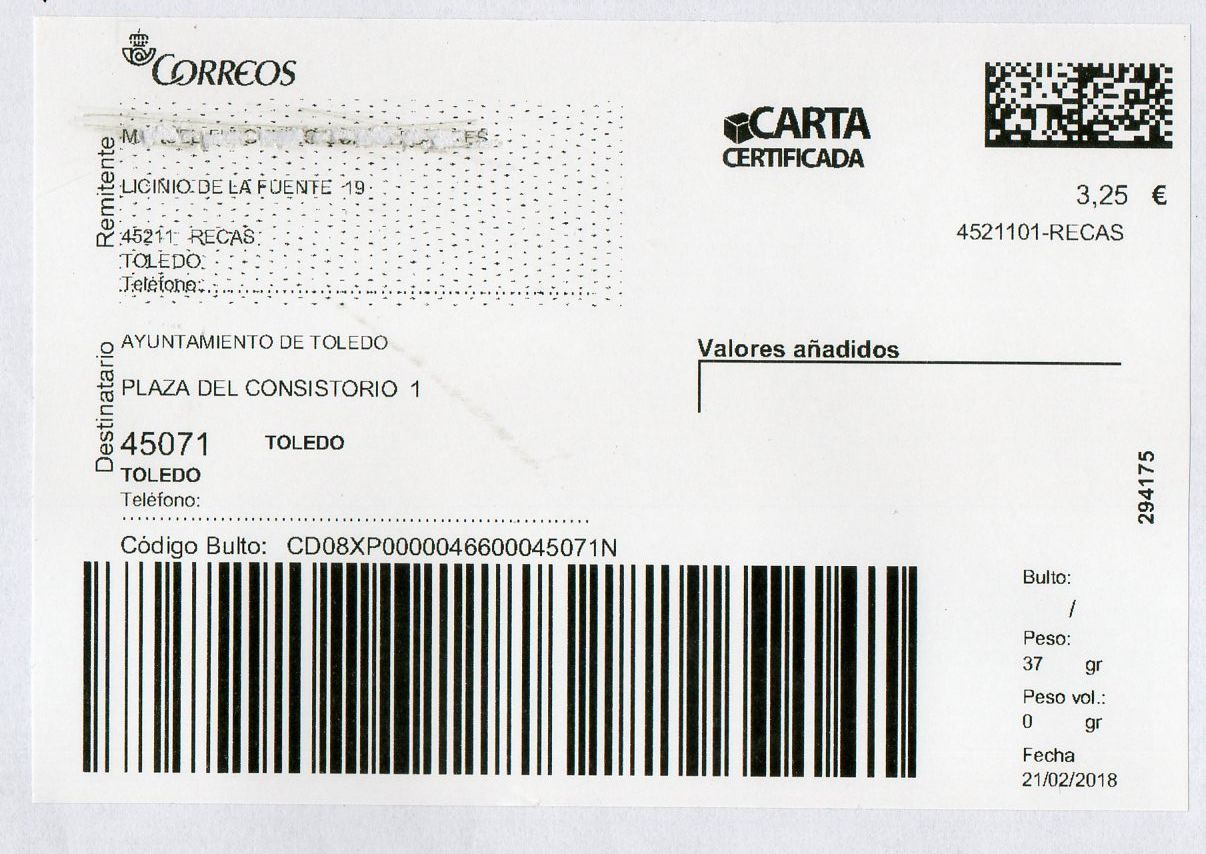 CORREOS
Remitente
LICINIO DE LA FUENTE 19
45211 RECAS
TOLEDO
Teléfono:
CARTA
CERTIFICADA
3,25 €
4521101-RECAS
Destinatario
AYUNTAMIENTO DE TOLEDO
PLAZA DEL CONSISTORIO 1
45071 TOLEDO
TOLEDO
Teléfono:
Valores añadidos
294175
Código Bulto: CD08XP0000046600045071N
Bulto:
/
Peso:
37 gr
Peso vol.:
0 gr
Fecha
21/02/2018